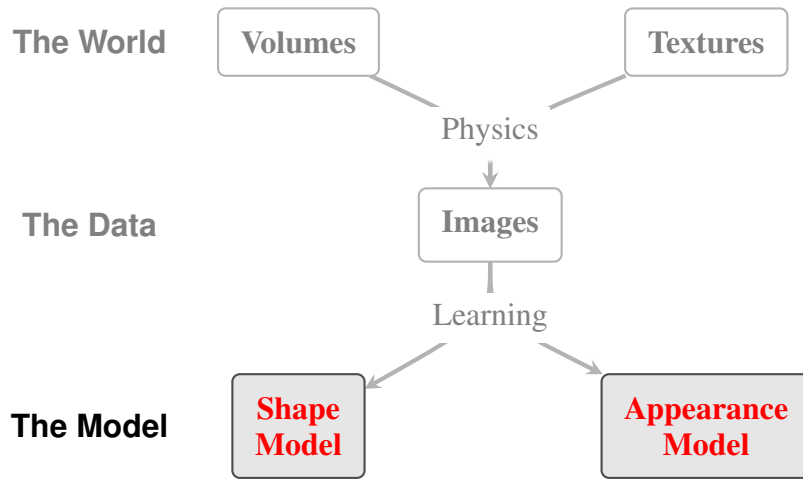 The World
Volumes
Textures
Physics
The Data
Images
Learning
The Model
Shape
Model
Appearance
Model